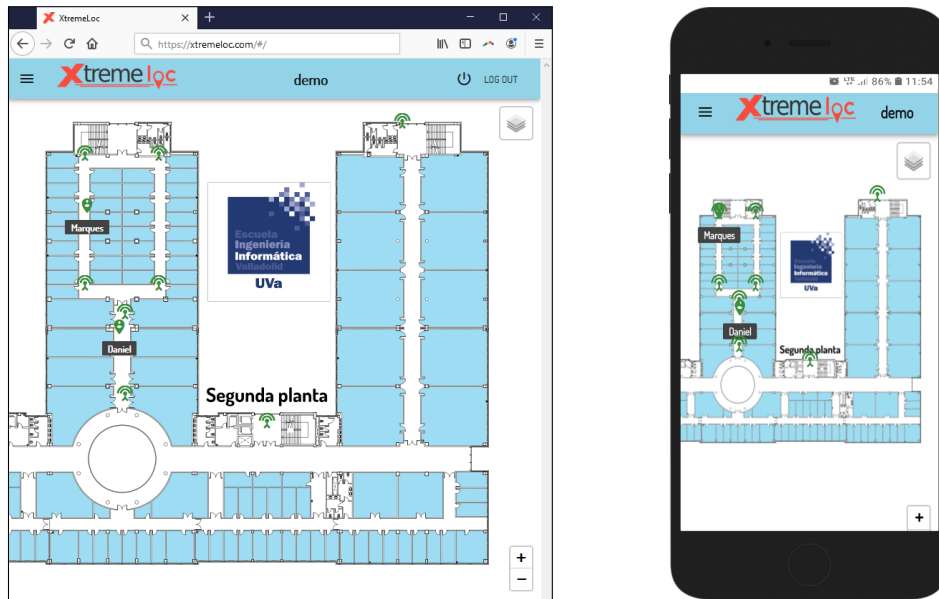 XtremeLoc
https://xtremeloc.com/#/
Xtreme loc
demo
LOG OUT
Marques
Daniel
Escuela
Ingeniería
Informática
Valladolid
UVa
Segunda planta
+
−
LTE 86% 11:54
Xtreme loc
demo
Marques
Daniel
Escuela
Ingeniería
Informática
Valladolid
UVa
Segunda planta
+